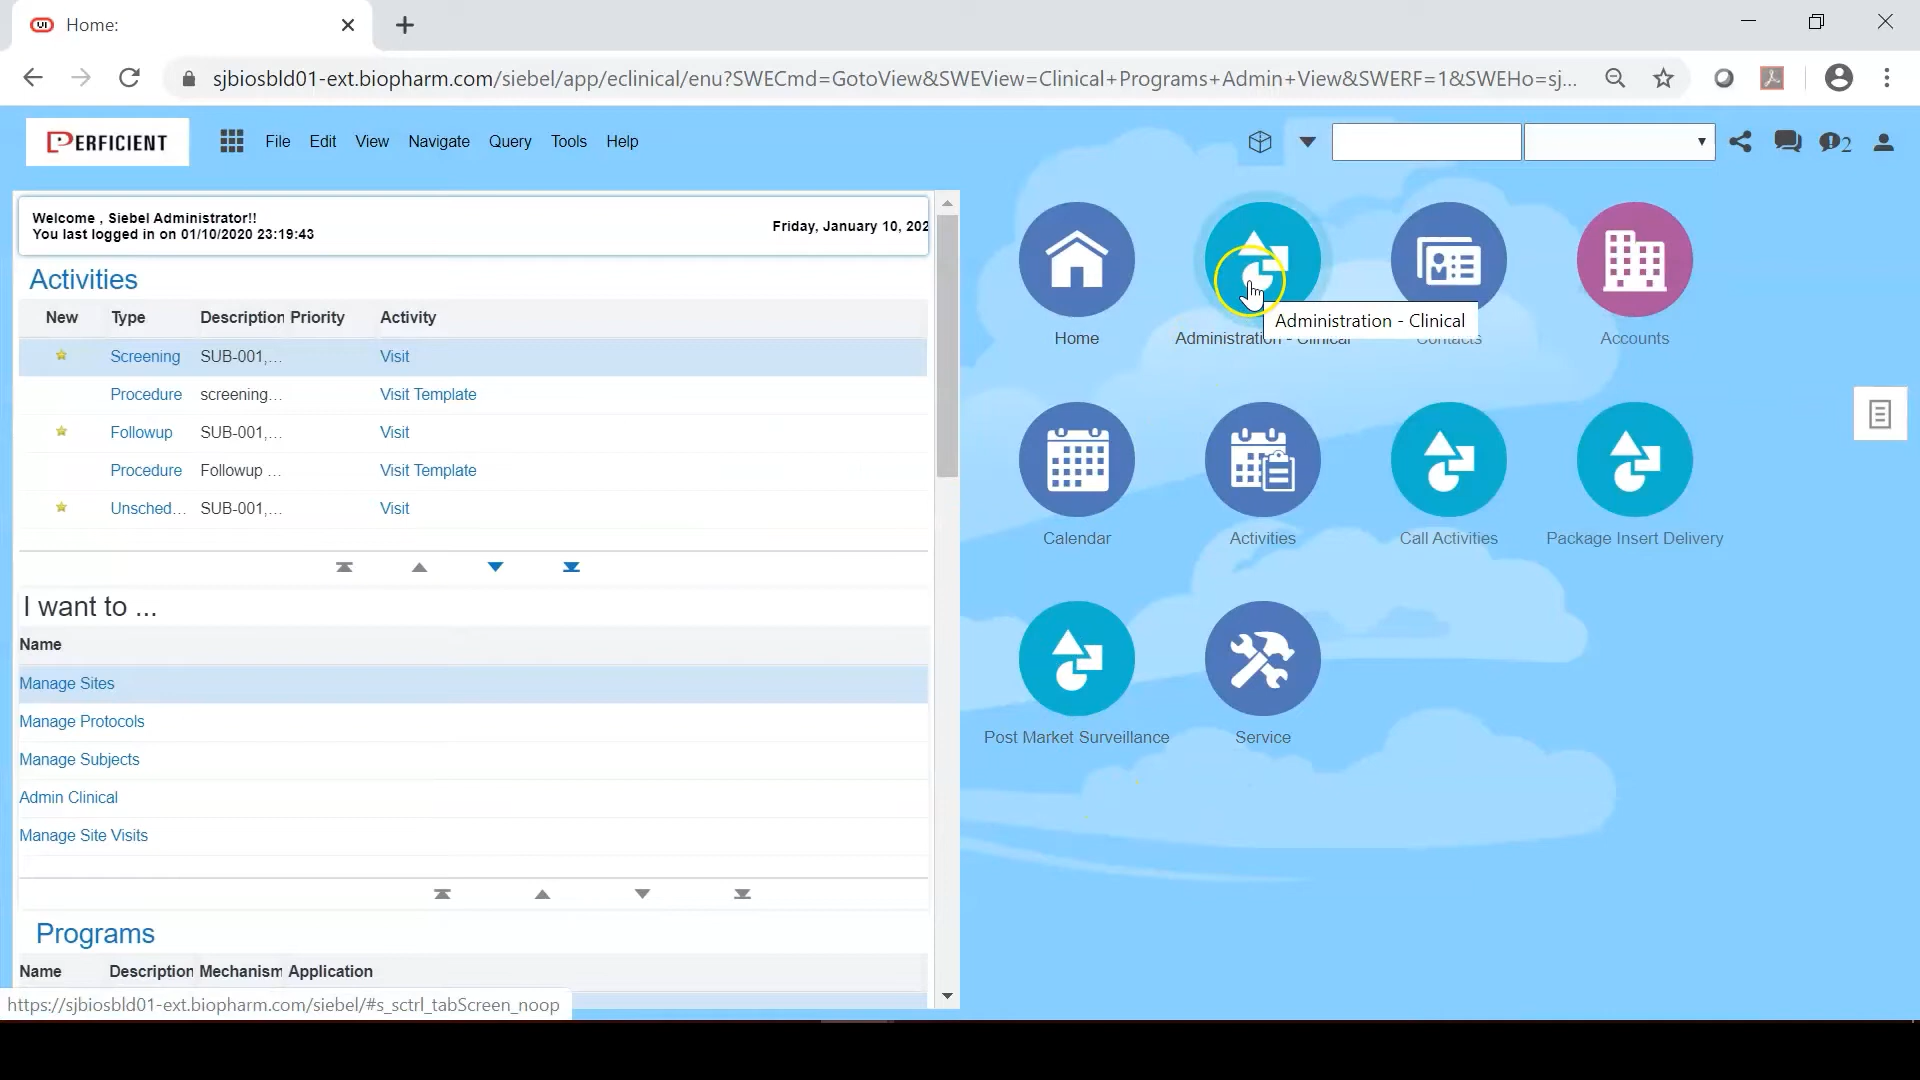 Home:
sjbiosbld01-ext.biopharm.com/siebel/app/eclinical/enu?SWECmd=GotoView&SWEView=Clinical+Programs+Admin+View&SWERF=1&SWEHo=sj...
PERFICIENT
File Edit View Navigate Query Tools Help
2
Welcome , Siebel Administrator!!
You last logged in on 01/10/2020 23:19:43
Friday, January 10, 202
Activities
New Type Description Priority Activity
Screening SUB-001,... Visit
Procedure screening... Visit Template
Followup SUB-001,... Visit
Procedure Followup ... Visit Template
Unsched... SUB-001,... Visit
I want to ...
Name
Manage Sites
Manage Protocols
Manage Subjects
Admin Clinical
Manage Site Visits
Programs
Name Description Mechanism Application
https://sjbiosbld01-ext.biopharm.com/siebel/#s_sctrl_tabScreen_noop
Administration - Clinical
Home Administration - Clinical Contacts Accounts
Calendar Activities Call Activities Package Insert Delivery
Post Market Surveillance Service